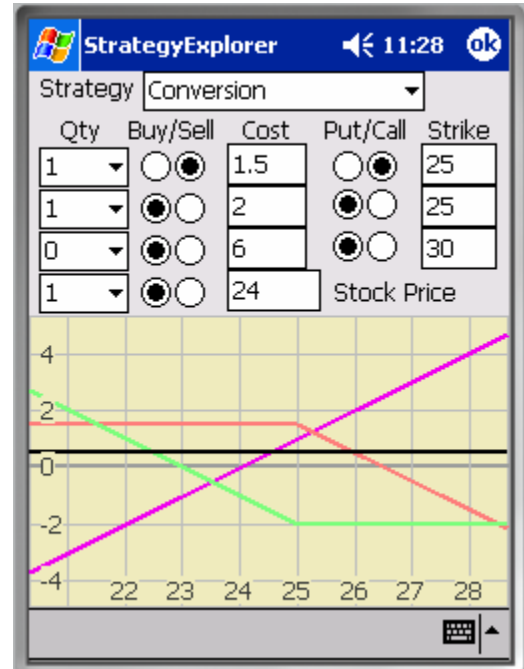 StrategyExplorer 11:28 ok
Strategy Conversion
Qty Buy/Sell Cost Put/Call Strike
1 1.5 25
1 2 25
0 6 30
1 24 Stock Price
4
2
0
-2
-4
22 23 24 25 26 27 28